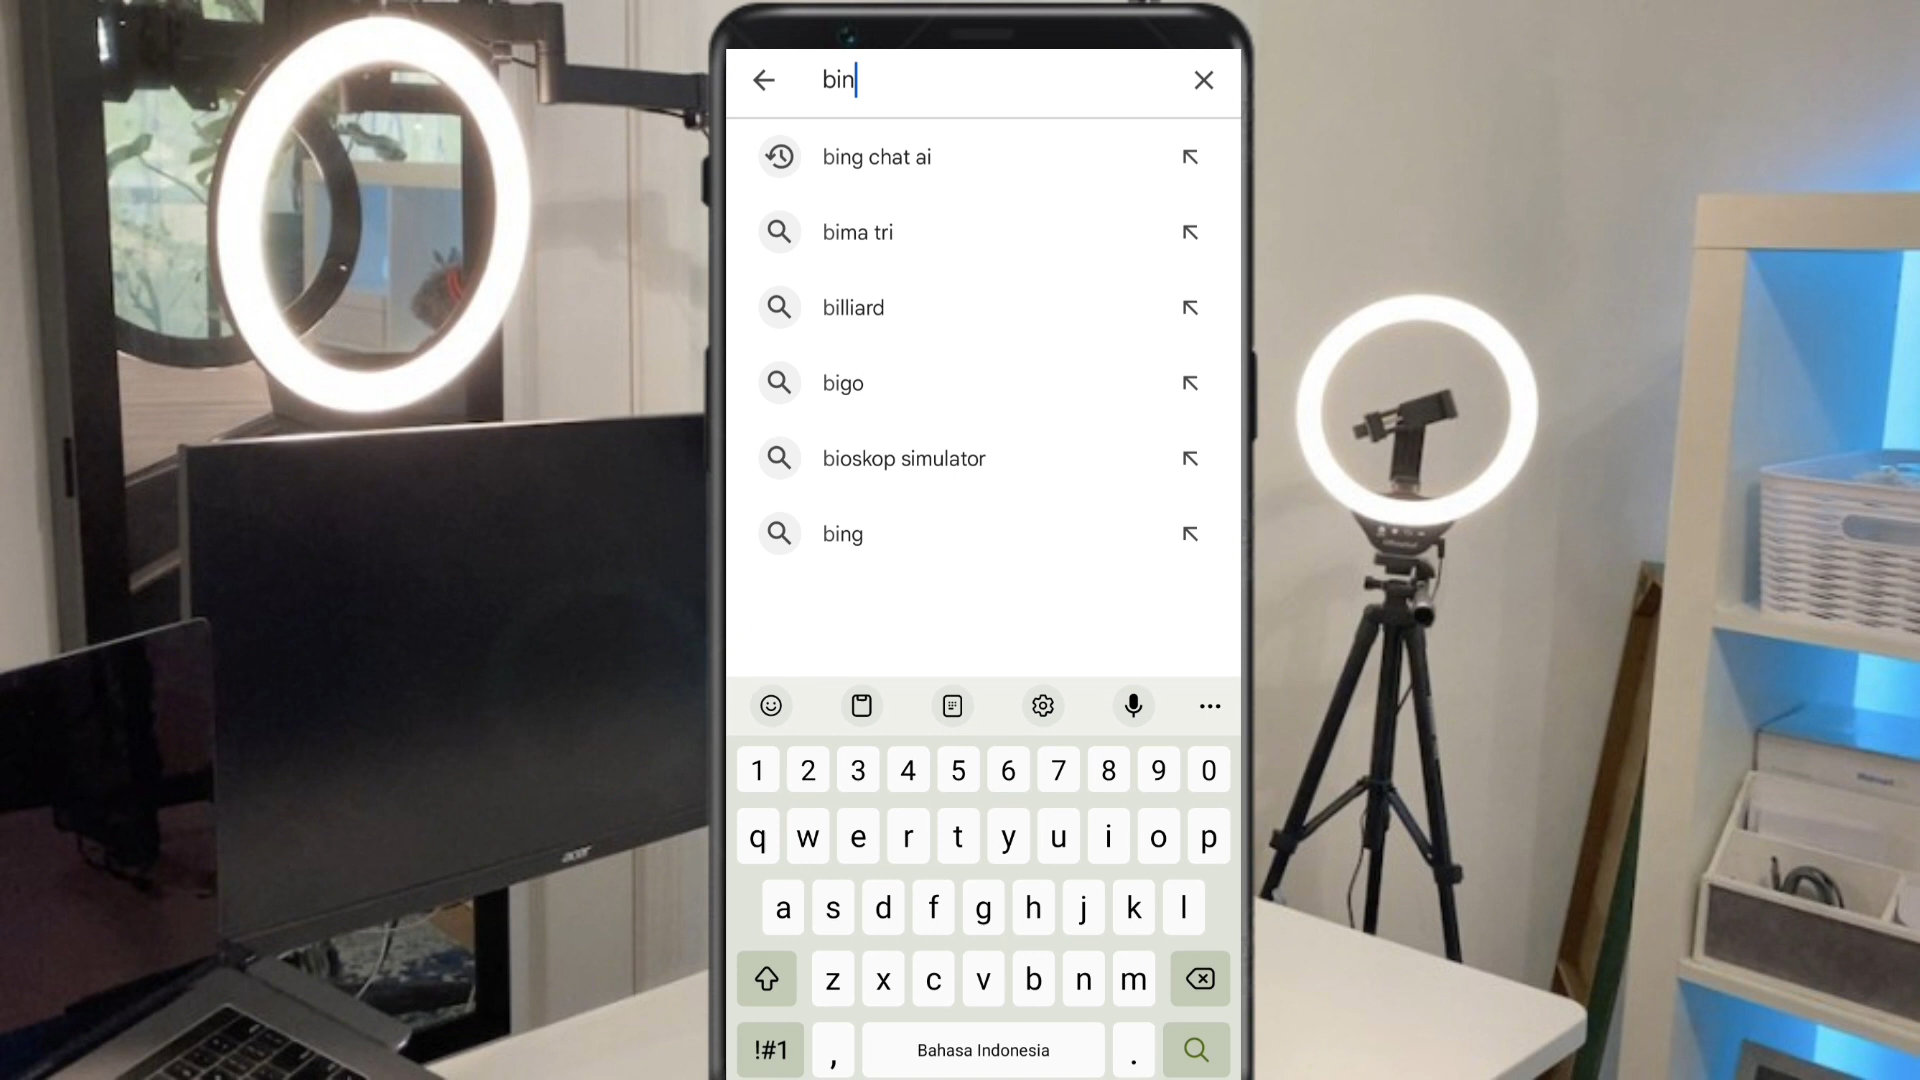 bin
bing chat ai
bima tri
billiard
bigo
bioskop simulator
bing
1 2 3 4 5 6 7 8 9 0
q w e r t y u i o p
a s d f g h j k l
z x c v b n m
!#1 , Bahasa Indonesia .
acer